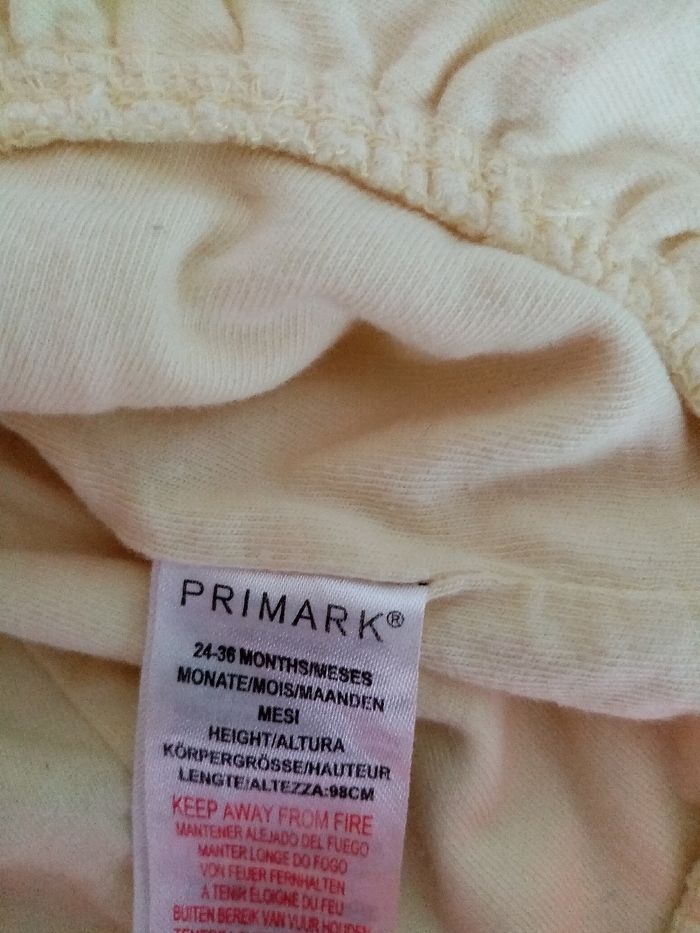 PRIMARK®
24-36 MONTHS/MESES
MONATE/MOIS/MAANDEN
MESI
HEIGHT/ALTURA
KÖRPERGRÖSSE/HAUTEUR
LENGTE/ALTEZZA:98CM
KEEP AWAY FROM FIRE
MANTENER ALEJADO DEL FUEGO
MANTER LONGE DO FOGO
VON FEUER FERNHALTEN
A TENIR ÉLOIGNÉ DU FEU
BUITEN BEREIK VAN VUUR HOUDEN